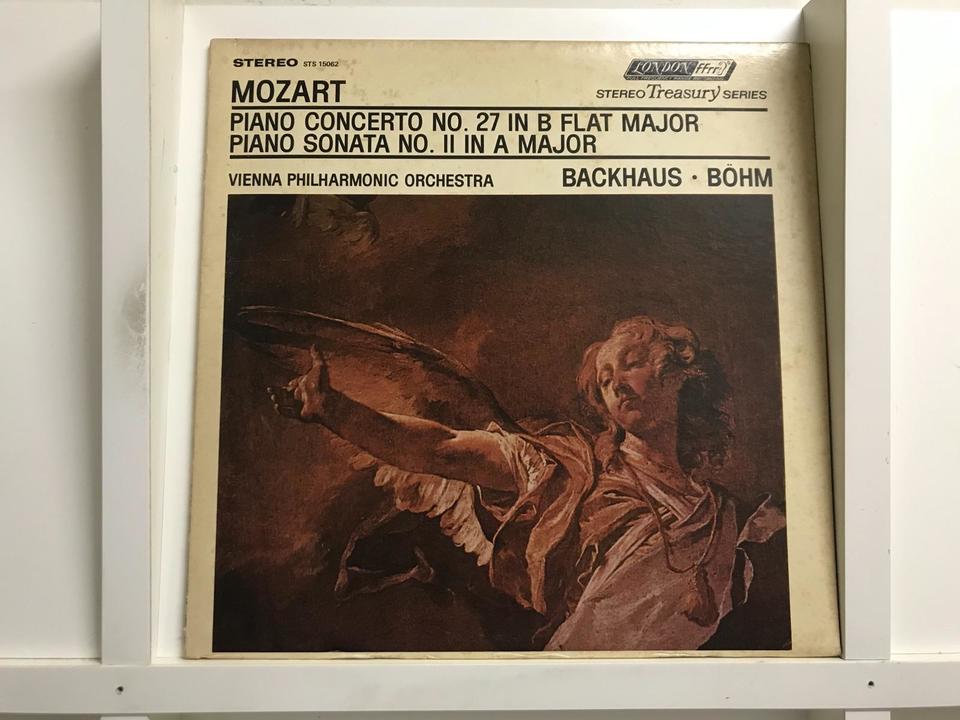 STEREO STS 15062
LONDON ffrr
STEREO Treasury SERIES
MOZART
PIANO CONCERTO NO. 27 IN B FLAT MAJOR
PIANO SONATA NO. II IN A MAJOR
VIENNA PHILHARMONIC ORCHESTRA
BACKHAUS · BÖHM